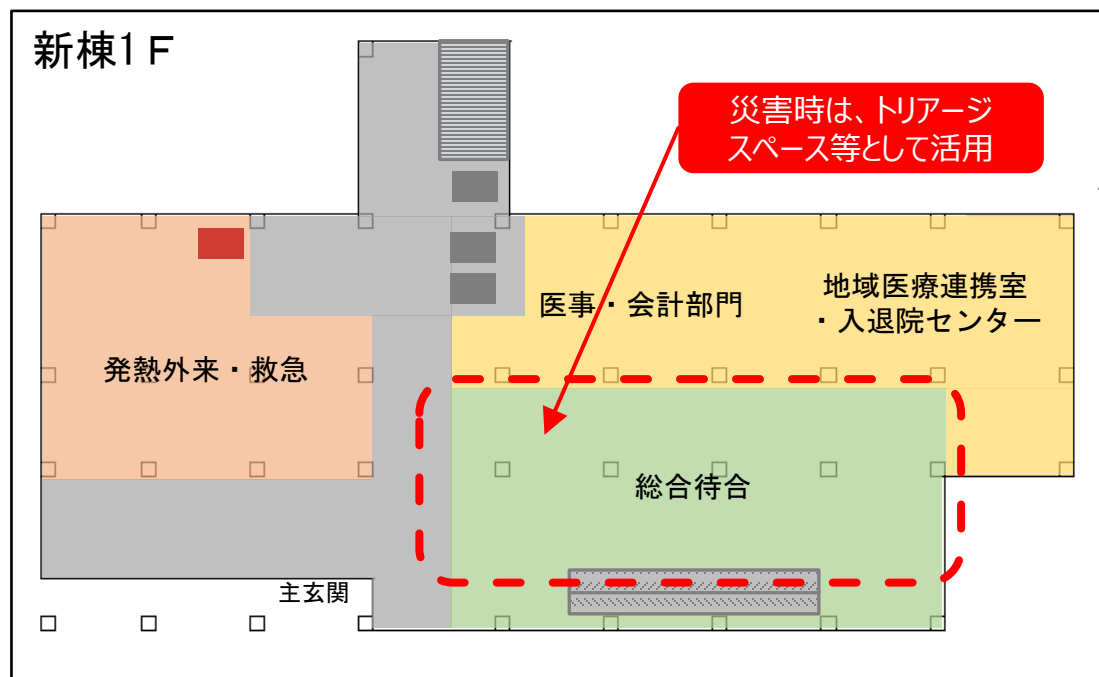 新棟1F
災害時は、トリアージ
スペース等として活用
医事・会計部門
地域医療連携室
・入退院センター
発熱外来・救急
総合待合
主玄関